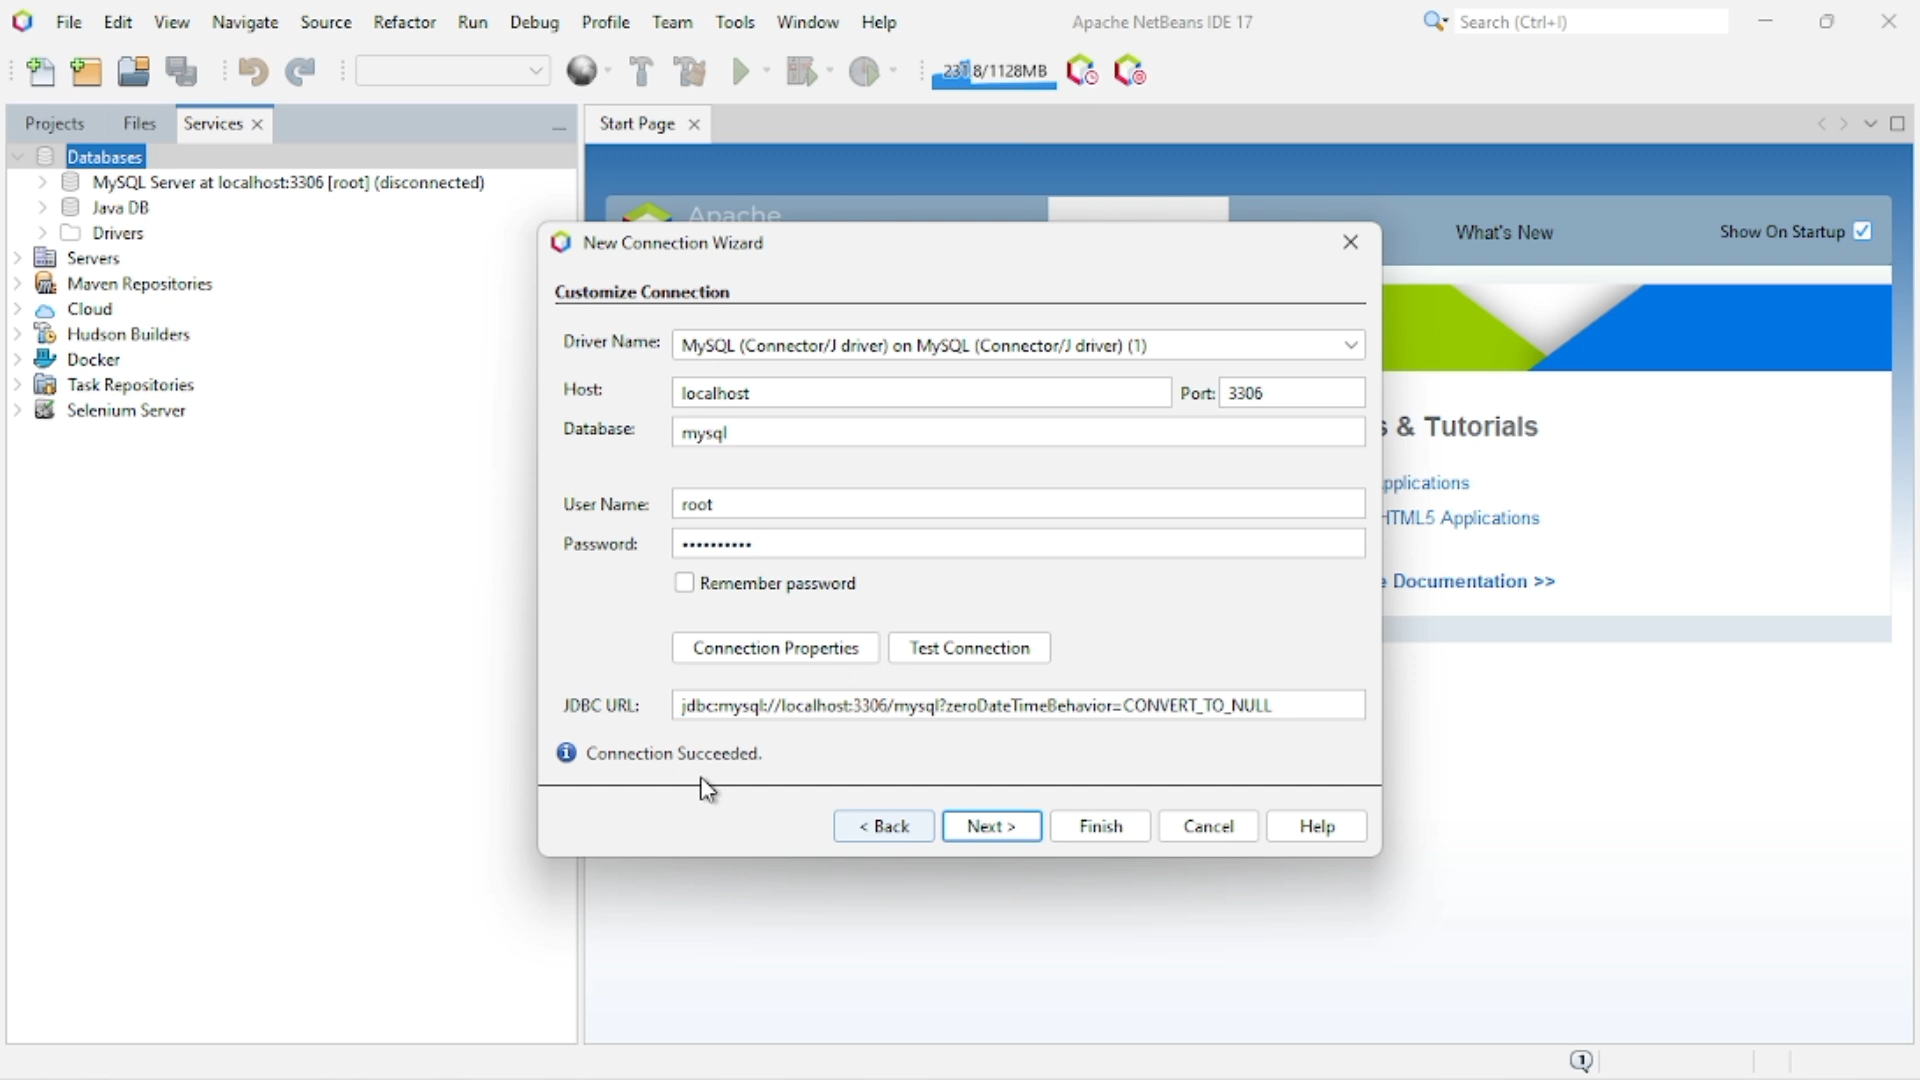 File Edit View Navigate Source Refactor Run Debug Profile Team Tools Window Help
Apache NetBeans IDE 17
Search (Ctrl+I)
231.8/1128MB
Projects Files Services
Start Page
Databases
MySQL Server at localhost:3306 [root] (disconnected)
Java DB
Drivers
Servers
Maven Repositories
Cloud
Hudson Builders
Docker
Task Repositories
Selenium Server
Apache
What's New
Show On Startup
& Tutorials
Applications
HTML5 Applications
Documentation >>
New Connection Wizard
Customize Connection
Driver Name: MySQL (Connector/J driver) on MySQL (Connector/J driver) (1)
Host: localhost Port: 3306
Database: mysql
User Name: root
Password: ••••••••••
Remember password
Connection Properties Test Connection
JDBC URL: jdbc:mysql://localhost:3306/mysql?zeroDateTimeBehavior=CONVERT_TO_NULL
Connection Succeeded.
< Back Next > Finish Cancel Help
1